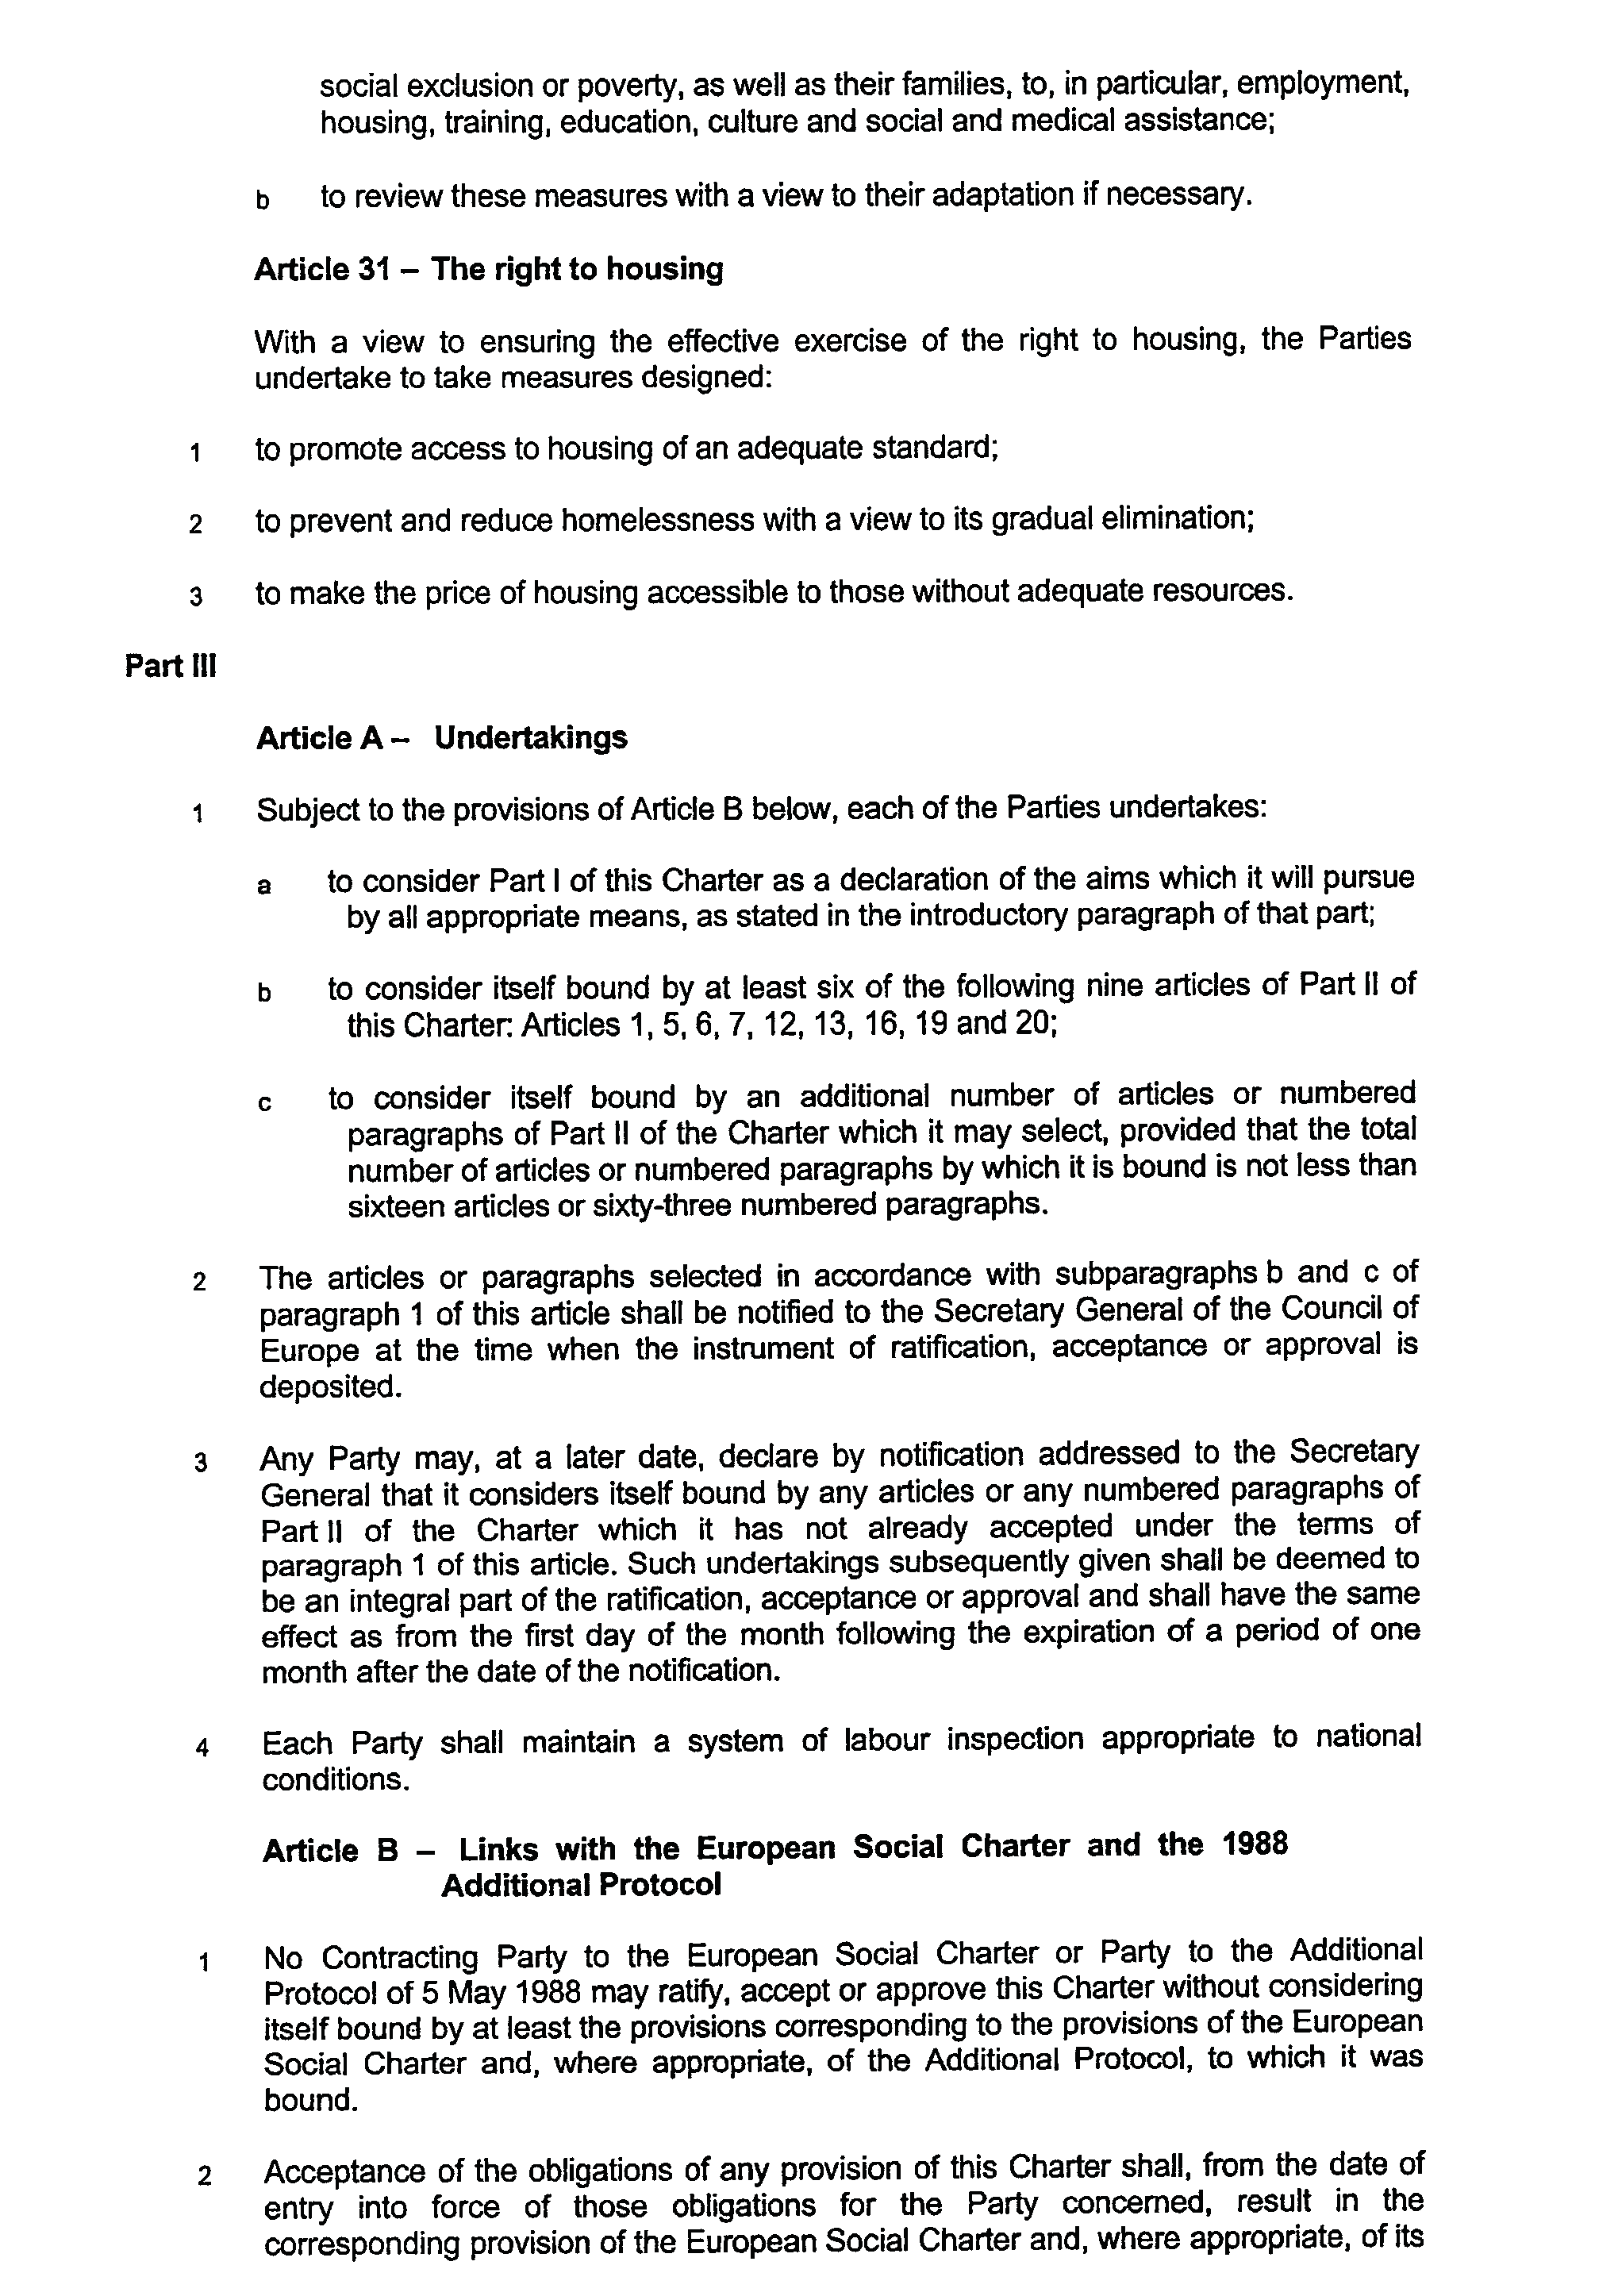 social exclusion or poverty, as well as their families, to, in particular, employment,
housing, training, education, culture and social and medical assistance;
b to review these measures with a view to their adaptation if necessary.
Article 31 – The right to housing
With a view to ensuring the effective exercise of the right to housing, the Parties
undertake to take measures designed:
1 to promote access to housing of an adequate standard;
2 to prevent and reduce homelessness with a view to its gradual elimination;
3 to make the price of housing accessible to those without adequate resources.
Part III
Article A – Undertakings
1 Subject to the provisions of Article B below, each of the Parties undertakes:
a to consider Part I of this Charter as a declaration of the aims which it will pursue
by all appropriate means, as stated in the introductory paragraph of that part;
b to consider itself bound by at least six of the following nine articles of Part II of
this Charter: Articles 1, 5, 6, 7, 12, 13, 16, 19 and 20;
c to consider itself bound by an additional number of articles or numbered
paragraphs of Part II of the Charter which it may select, provided that the total
number of articles or numbered paragraphs by which it is bound is not less than
sixteen articles or sixty-three numbered paragraphs.
2 The articles or paragraphs selected in accordance with subparagraphs b and c of
paragraph 1 of this article shall be notified to the Secretary General of the Council of
Europe at the time when the instrument of ratification, acceptance or approval is
deposited.
3 Any Party may, at a later date, declare by notification addressed to the Secretary
General that it considers itself bound by any articles or any numbered paragraphs of
Part II of the Charter which it has not already accepted under the terms of
paragraph 1 of this article. Such undertakings subsequently given shall be deemed to
be an integral part of the ratification, acceptance or approval and shall have the same
effect as from the first day of the month following the expiration of a period of one
month after the date of the notification.
4 Each Party shall maintain a system of labour inspection appropriate to national
conditions.
Article B – Links with the European Social Charter and the 1988
Additional Protocol
1 No Contracting Party to the European Social Charter or Party to the Additional
Protocol of 5 May 1988 may ratify, accept or approve this Charter without considering
itself bound by at least the provisions corresponding to the provisions of the European
Social Charter and, where appropriate, of the Additional Protocol, to which it was
bound.
2 Acceptance of the obligations of any provision of this Charter shall, from the date of
entry into force of those obligations for the Party concerned, result in the
corresponding provision of the European Social Charter and, where appropriate, of its